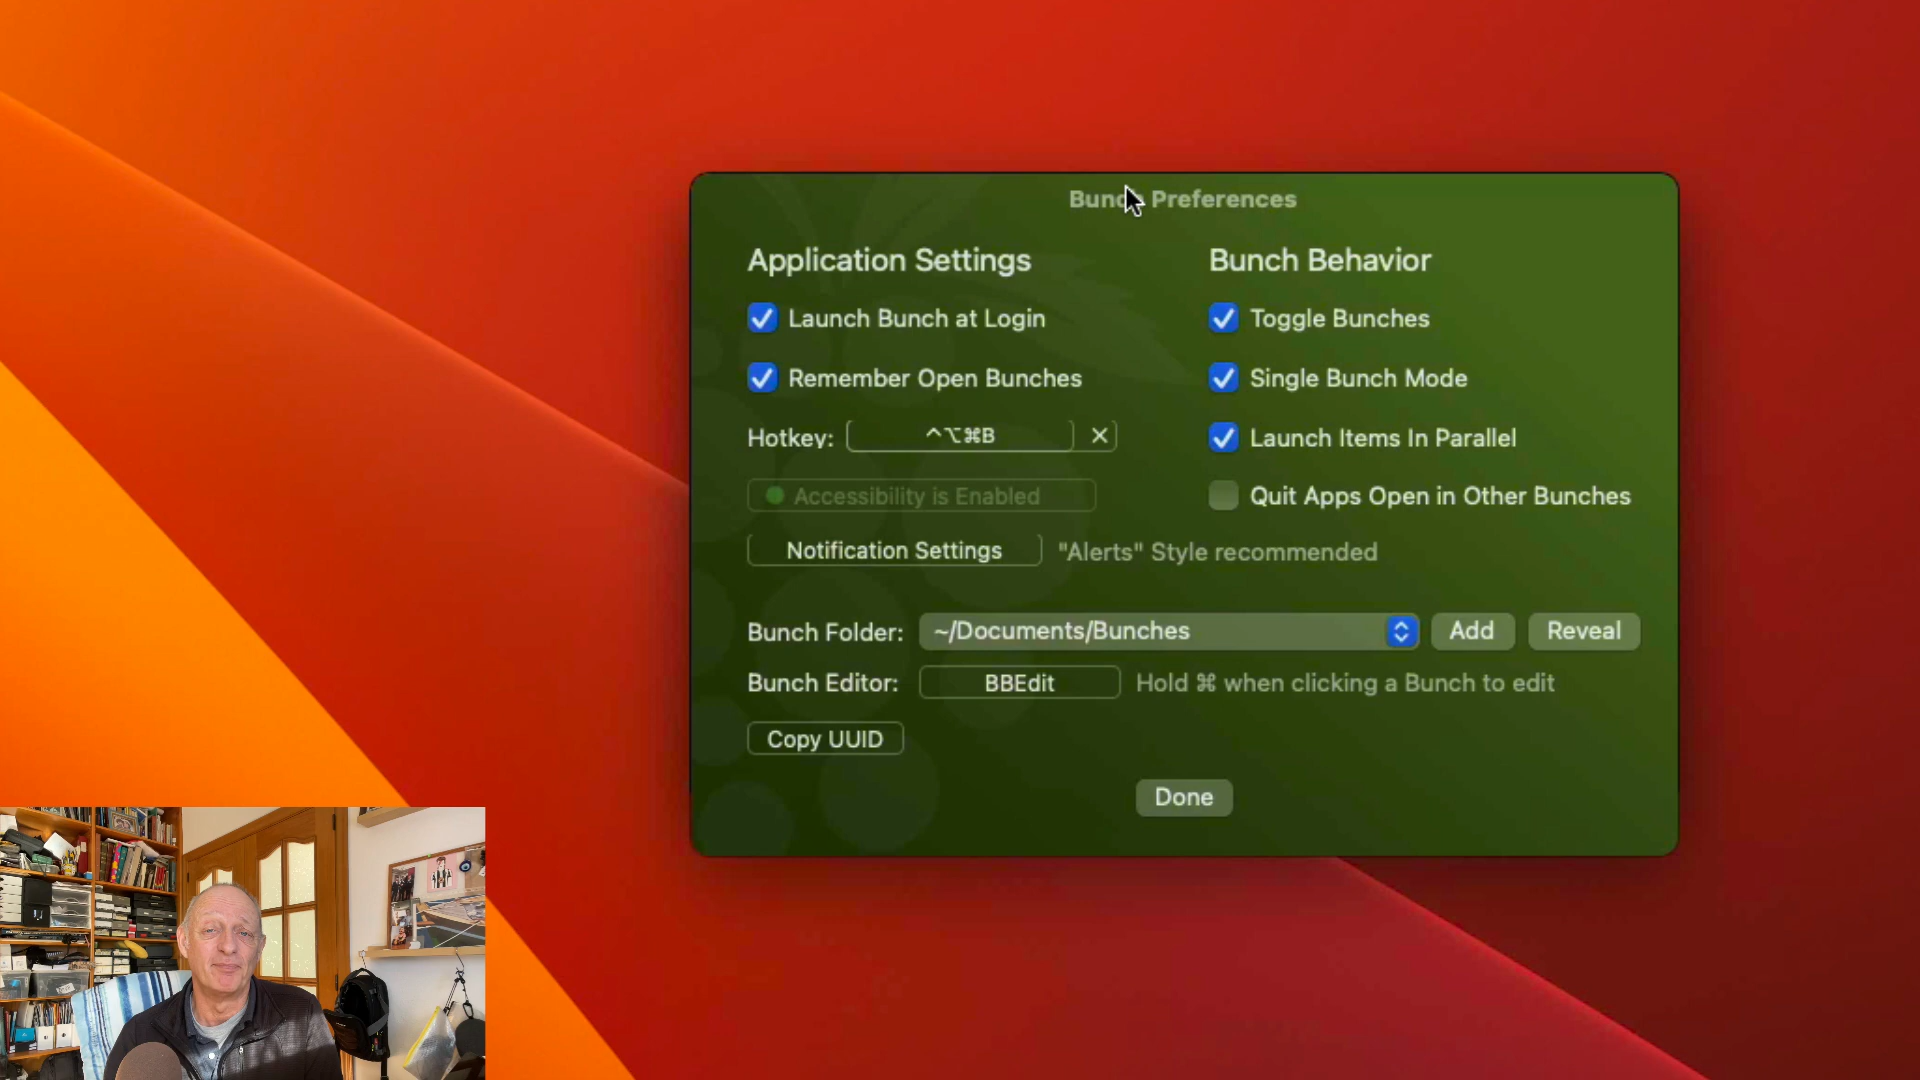 Bunch Preferences
Application Settings
Launch Bunch at Login
Remember Open Bunches
Hotkey: ^⌥⌘B ×
Accessibility is Enabled
Notification Settings "Alerts" Style recommended
Bunch Behavior
Toggle Bunches
Single Bunch Mode
Launch Items In Parallel
Quit Apps Open in Other Bunches
Bunch Folder: ~/Documents/Bunches Add Reveal
Bunch Editor: BBEdit Hold ⌘ when clicking a Bunch to edit
Copy UUID
Done